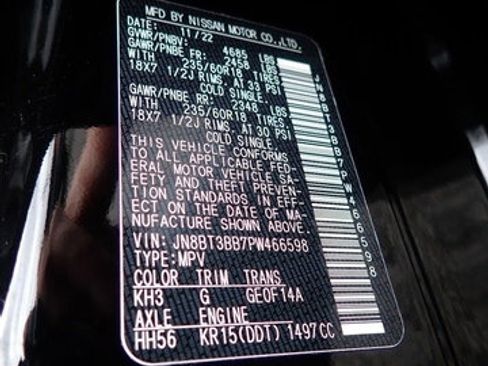 MFD BY NISSAN MOTOR CO.,LTD.
DATE: 11/22
GVWR/PNBV: 4685 LBS
GAWR/PNBE FR: 2458 LBS
WITH 235/60R18 TIRES,
18X7 1/2J RIMS, AT 33 PSI
COLD SINGLE.
GAWR/PNBE RR: 2348 LBS
WITH 235/60R18 TIRES,
18X7 1/2J RIMS, AT 30 PSI
COLD SINGLE.
THIS VEHICLE CONFORMS
TO ALL APPLICABLE FED-
ERAL MOTOR VEHICLE SA-
FETY AND THEFT PREVEN-
TION STANDARDS IN EFF-
ECT ON THE DATE OF MA-
NUFACTURE SHOWN ABOVE.
VIN: JN8BT3BB7PW466598
TYPE: MPV
COLOR TRIM TRANS
KH3 G GE0F14A
AXLE ENGINE
HH56 KR15(DDT) 1497CC
JN8BT3BB7PW466598